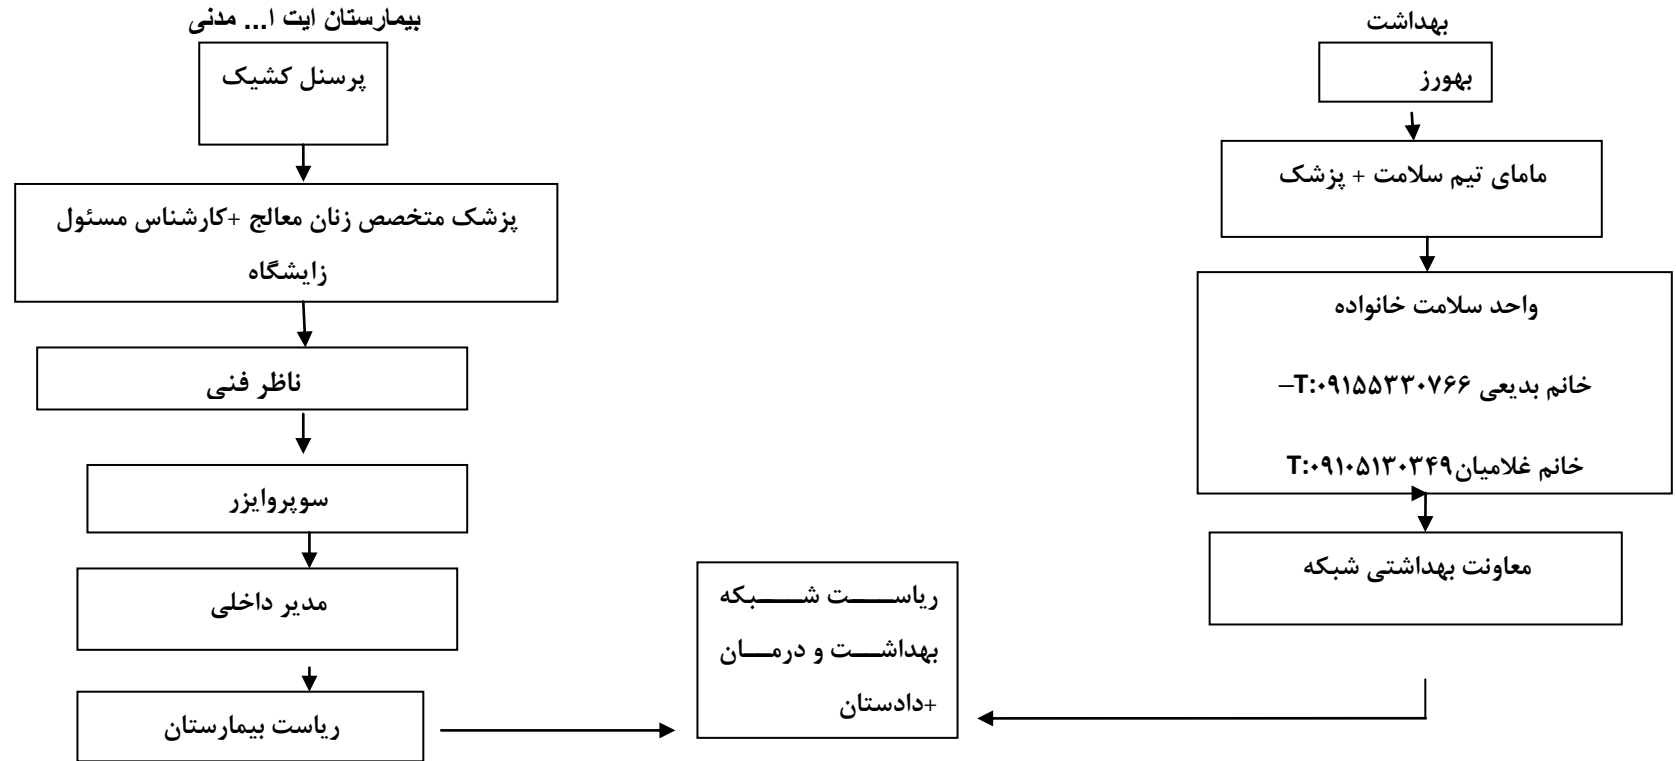 بهداشت
بهورز
مامای تیم سلامت + پزشک
واحد سلامت خانواده
خانم بدیعی T:۰۹۱۵۵۳۳۰۷۶۶–
خانم غلامیان T:۰۹۱۰۵۱۳۰۳۴۹
معاونت بهداشتی شبکه
بیمارستان ایت ا... مدنی
پرسنل کشیک
پزشک متخصص زنان معالج +کارشناس مسئول
زایشگاه
ناظر فنی
سوپروایزر
مدیر داخلی
ریاست بیمارستان
ریاست شبکه
بهداشت و درمان
+دادستان